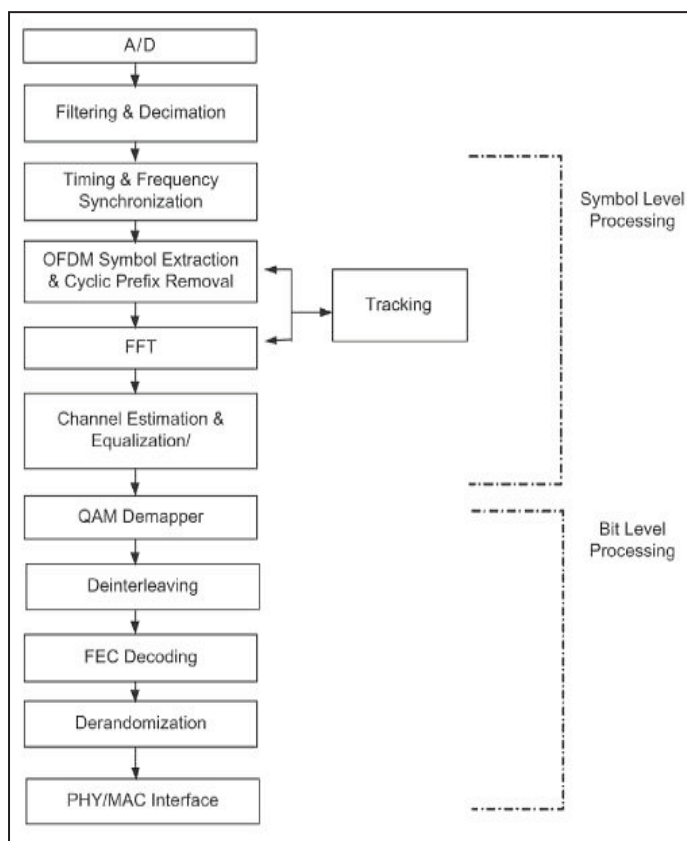 A/D
Filtering & Decimation
Timing & Frequency
Synchronization
Symbol Level
Processing
OFDM Symbol Extraction
& Cyclic Prefix Removal
Tracking
FFT
Channel Estimation &
Equalization/
QAM Demapper
Bit Level
Processing
Deinterleaving
FEC Decoding
Derandomization
PHY/MAC Interface